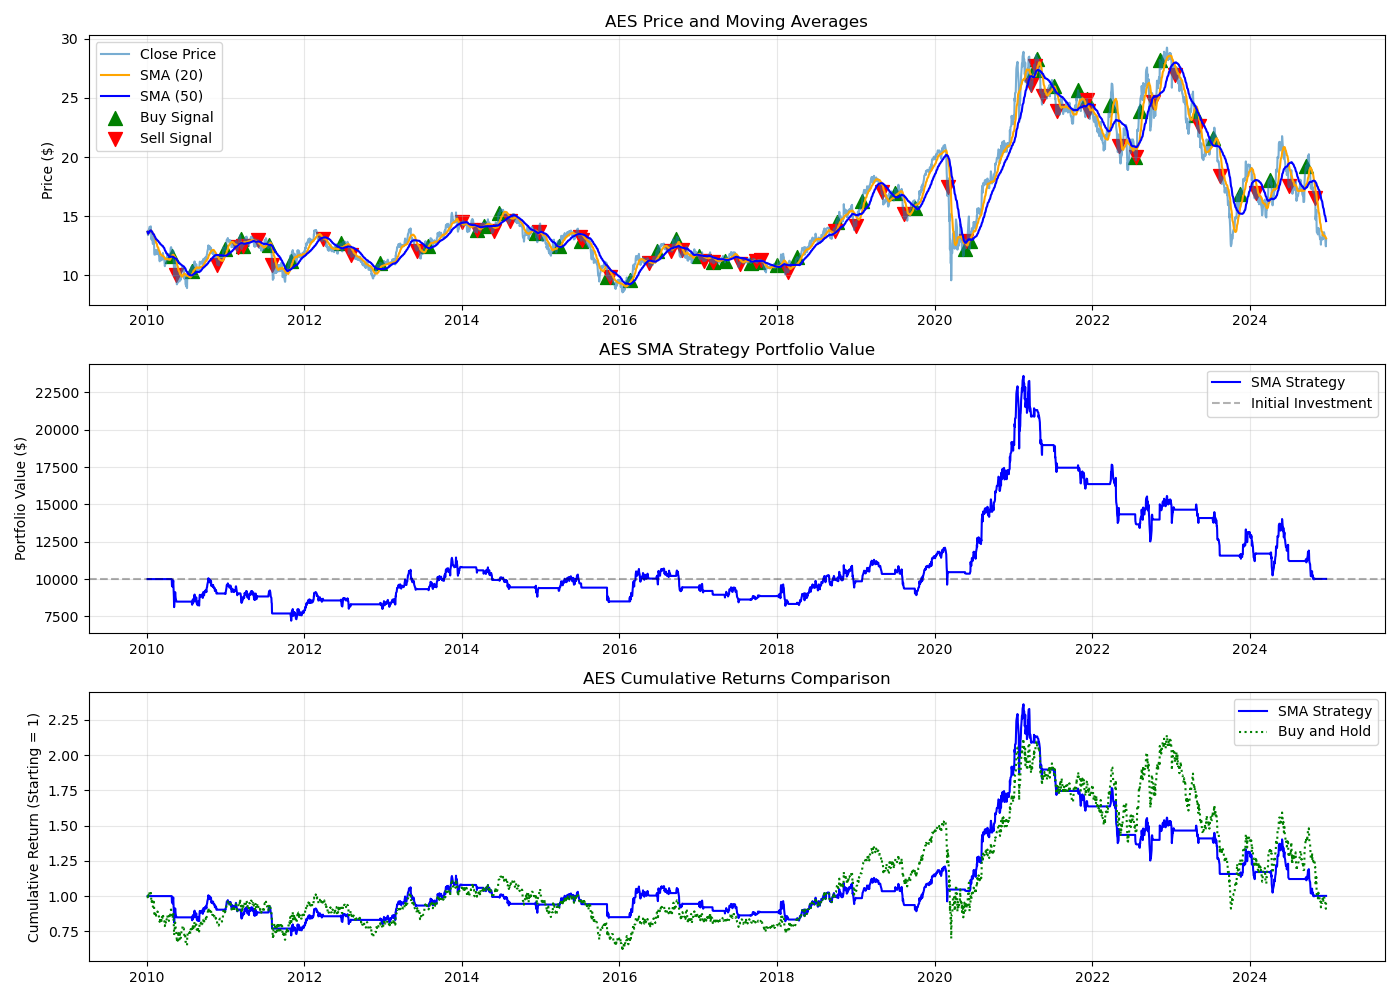 AES Price and Moving Averages
Price ($)
30
25
20
15
10
Close Price
SMA (20)
SMA (50)
Buy Signal
Sell Signal
2010 2012 2014 2016 2018 2020 2022 2024
AES SMA Strategy Portfolio Value
Portfolio Value ($)
22500
20000
17500
15000
12500
10000
7500
SMA Strategy
Initial Investment
2010 2012 2014 2016 2018 2020 2022 2024
AES Cumulative Returns Comparison
Cumulative Return (Starting = 1)
2.25
2.00
1.75
1.50
1.25
1.00
0.75
SMA Strategy
Buy and Hold
2010 2012 2014 2016 2018 2020 2022 2024